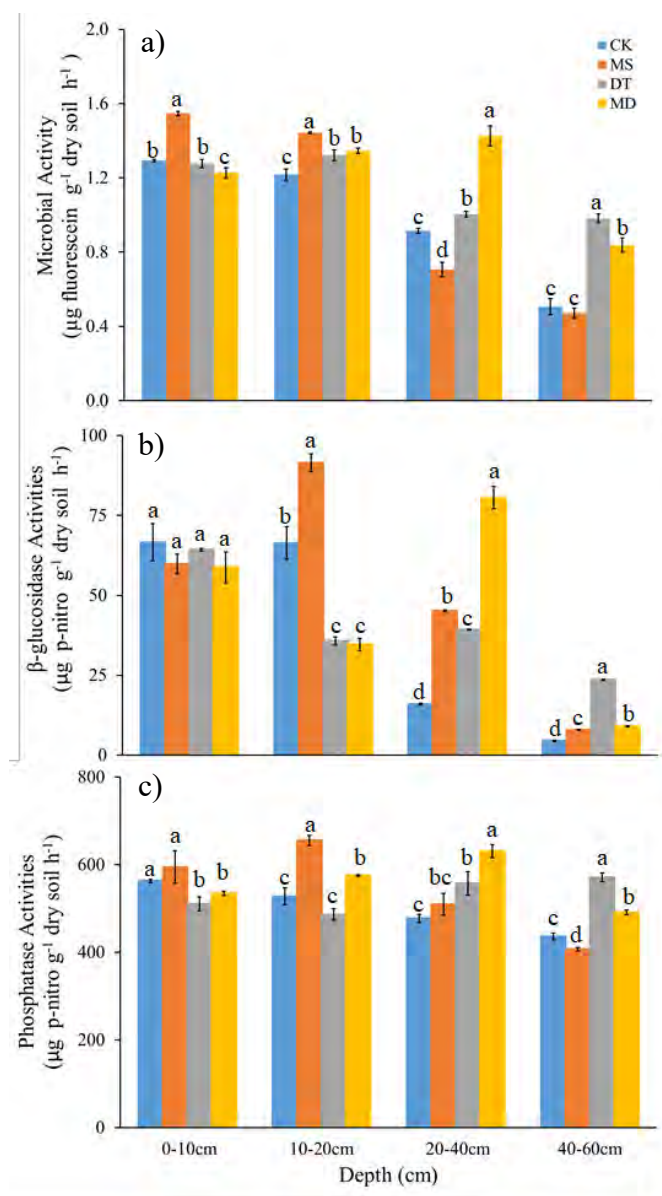 a)
CK
MS
DT
MD
Microbial Activity
(µg fluorescein g⁻¹ dry soil h⁻¹)
2.0
1.6
1.2
0.8
0.4
0.0
b a b c
c a b b
c d b a
c c a b
b)
β-glucosidase Activities
(µg p-nitro g⁻¹ dry soil h⁻¹)
100
75
50
25
0
a a a a
b a c c
d b c a
d c a b
c)
Phosphatase Activities
(µg p-nitro g⁻¹ dry soil h⁻¹)
800
600
400
200
0
a a b b
c a c b
c bc b a
c d a b
0-10cm 10-20cm 20-40cm 40-60cm
Depth (cm)